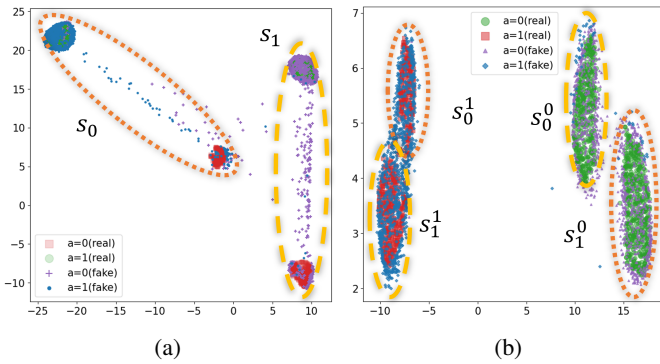 25
20
15
10
5
0
−5
−10
−25 −20 −15 −10 −5 0 5 10
S₀
S₁
a=0(real)
a=1(real)
a=0(fake)
a=1(fake)
(a)
7
6
5
4
3
2
−10 −5 0 5 10 15
a=0(real)
a=1(real)
a=0(fake)
a=1(fake)
S₀¹
S₀⁰
S₁¹
S₁⁰
(b)